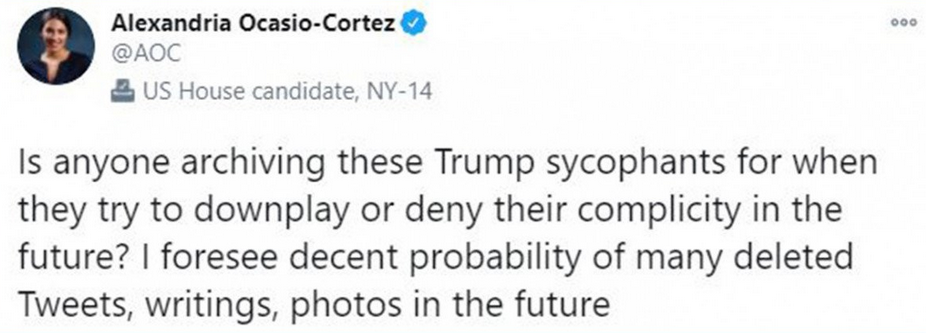 Alexandria Ocasio-Cortez
@AOC
US House candidate, NY-14
Is anyone archiving these Trump sycophants for when
they try to downplay or deny their complicity in the
future? I foresee decent probability of many deleted
Tweets, writings, photos in the future